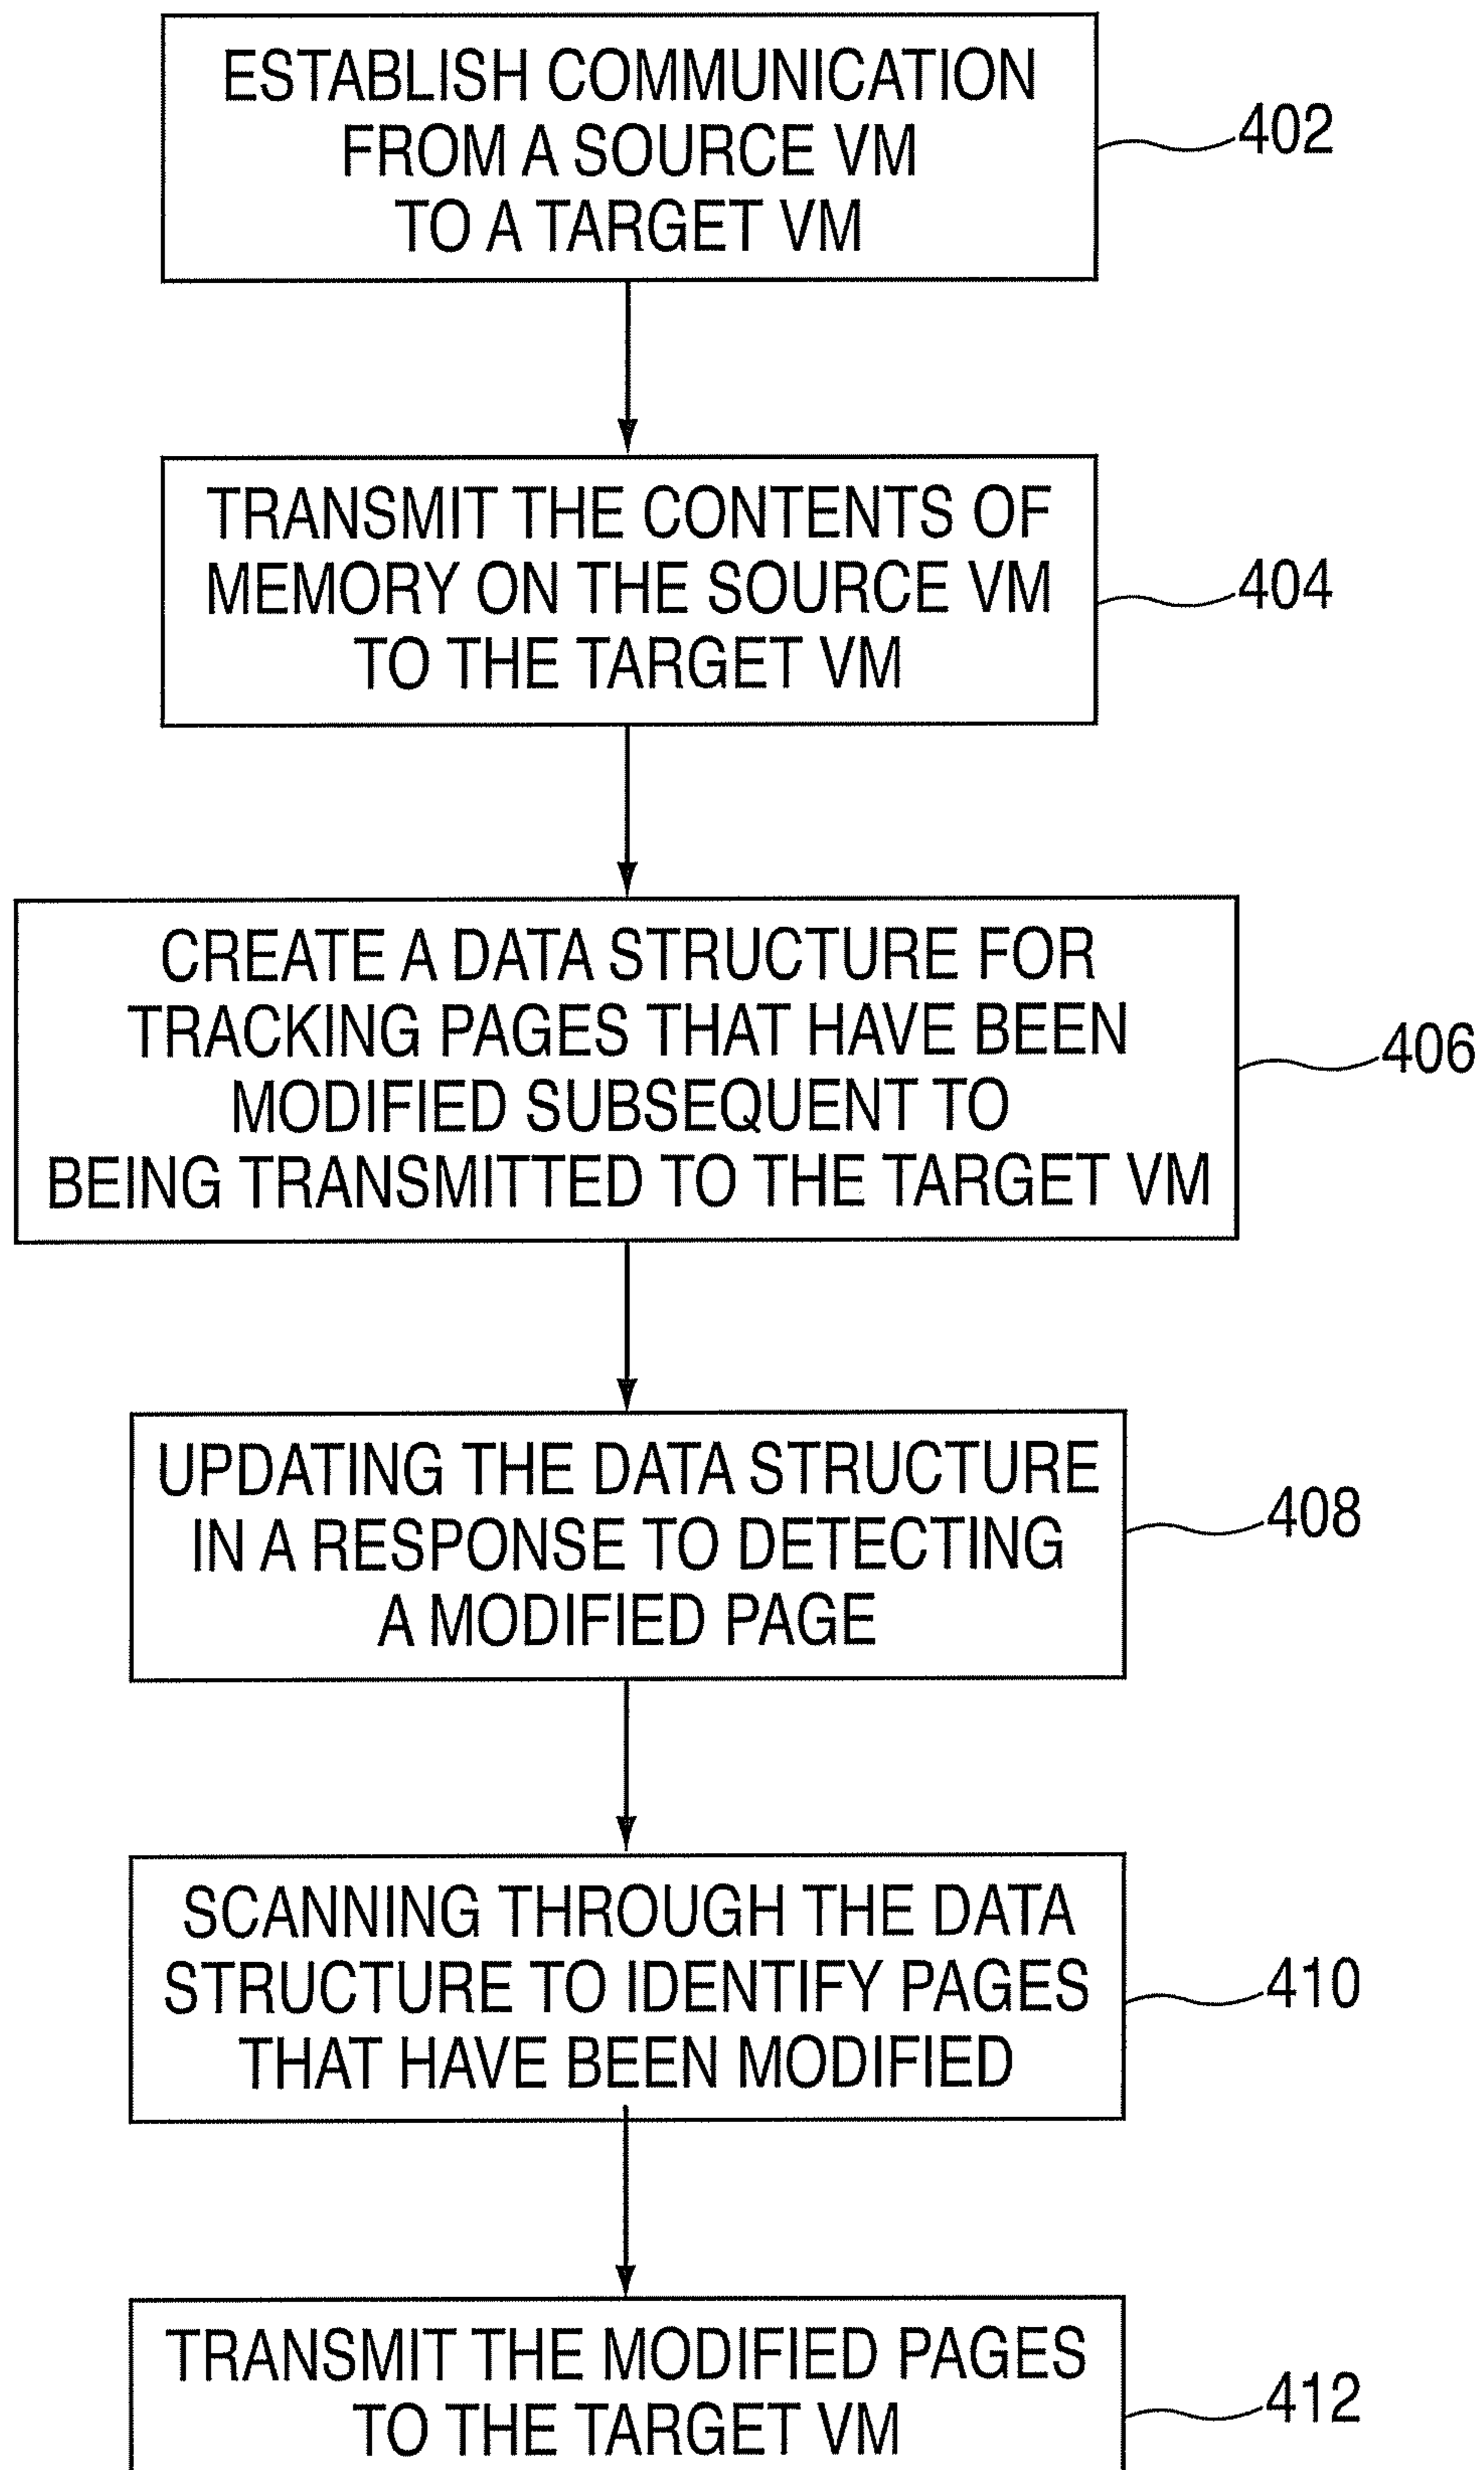 ESTABLISH COMMUNICATION
FROM A SOURCE VM
TO A TARGET VM
402
TRANSMIT THE CONTENTS OF
MEMORY ON THE SOURCE VM
TO THE TARGET VM
404
CREATE A DATA STRUCTURE FOR
TRACKING PAGES THAT HAVE BEEN
MODIFIED SUBSEQUENT TO
BEING TRANSMITTED TO THE TARGET VM
406
UPDATING THE DATA STRUCTURE
IN A RESPONSE TO DETECTING
A MODIFIED PAGE
408
SCANNING THROUGH THE DATA
STRUCTURE TO IDENTIFY PAGES
THAT HAVE BEEN MODIFIED
410
TRANSMIT THE MODIFIED PAGES
TO THE TARGET VM
412